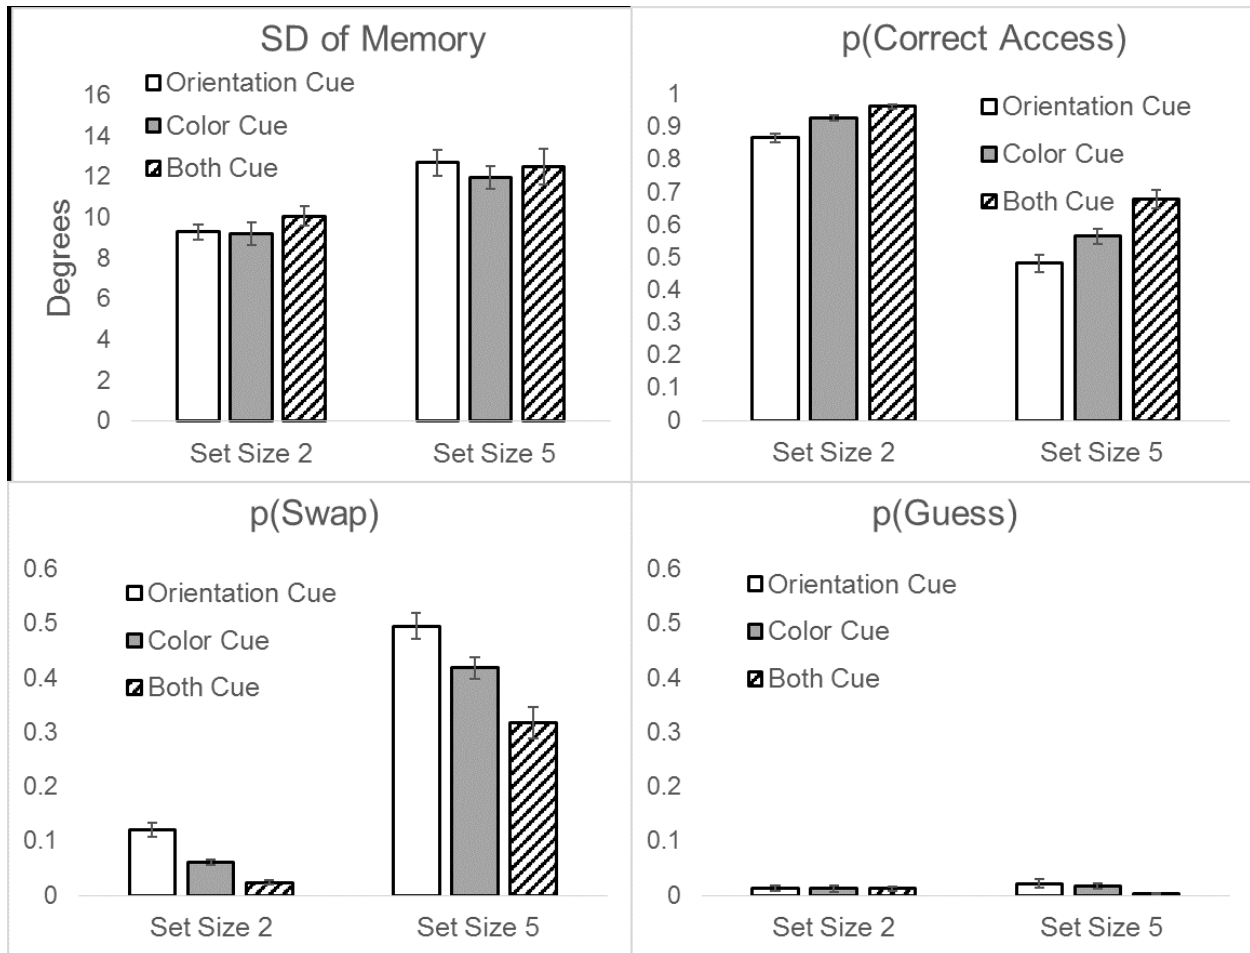 SD of Memory
Orientation Cue
Color Cue
Both Cue
Degrees
16
14
12
10
8
6
4
2
0
Set Size 2
Set Size 5
p(Correct Access)
Orientation Cue
Color Cue
Both Cue
1
0.9
0.8
0.7
0.6
0.5
0.4
0.3
0.2
0.1
0
Set Size 2
Set Size 5
p(Swap)
Orientation Cue
Color Cue
Both Cue
0.6
0.5
0.4
0.3
0.2
0.1
0
Set Size 2
Set Size 5
p(Guess)
Orientation Cue
Color Cue
Both Cue
0.6
0.5
0.4
0.3
0.2
0.1
0
Set Size 2
Set Size 5